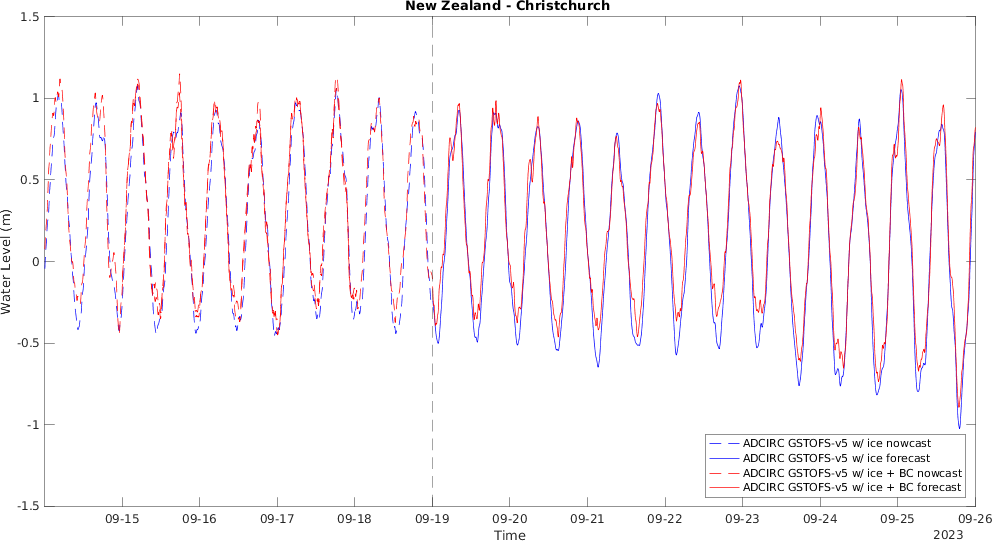 New Zealand - Christchurch
1.5
1
0.5
0
-0.5
-1
-1.5
Water Level (m)
09-15
09-16
09-17
09-18
09-19
09-20
09-21
09-22
09-23
09-24
09-25
09-26
Time
2023
ADCIRC GSTOFS-v5 w/ ice nowcast
ADCIRC GSTOFS-v5 w/ ice forecast
ADCIRC GSTOFS-v5 w/ ice + BC nowcast
ADCIRC GSTOFS-v5 w/ ice + BC forecast